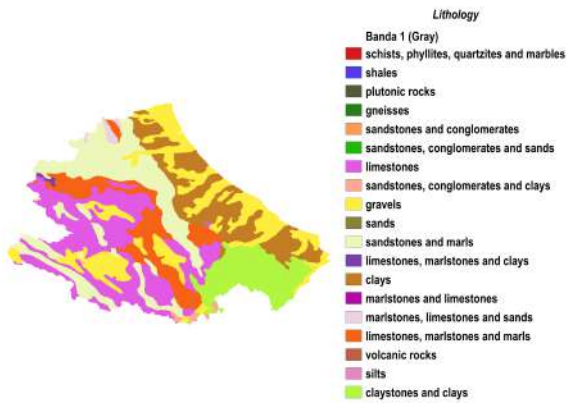 Lithology
Banda 1 (Gray)
schists, phyllites, quartzites and marbles
shales
plutonic rocks
gneisses
sandstones and conglomerates
sandstones, conglomerates and sands
limestones
sandstones, conglomerates and clays
gravels
sands
sandstones and marls
limestones, marlstones and clays
clays
marlstones and limestones
marlstones, limestones and sands
limestones, marlstones and marls
volcanic rocks
silts
claystones and clays